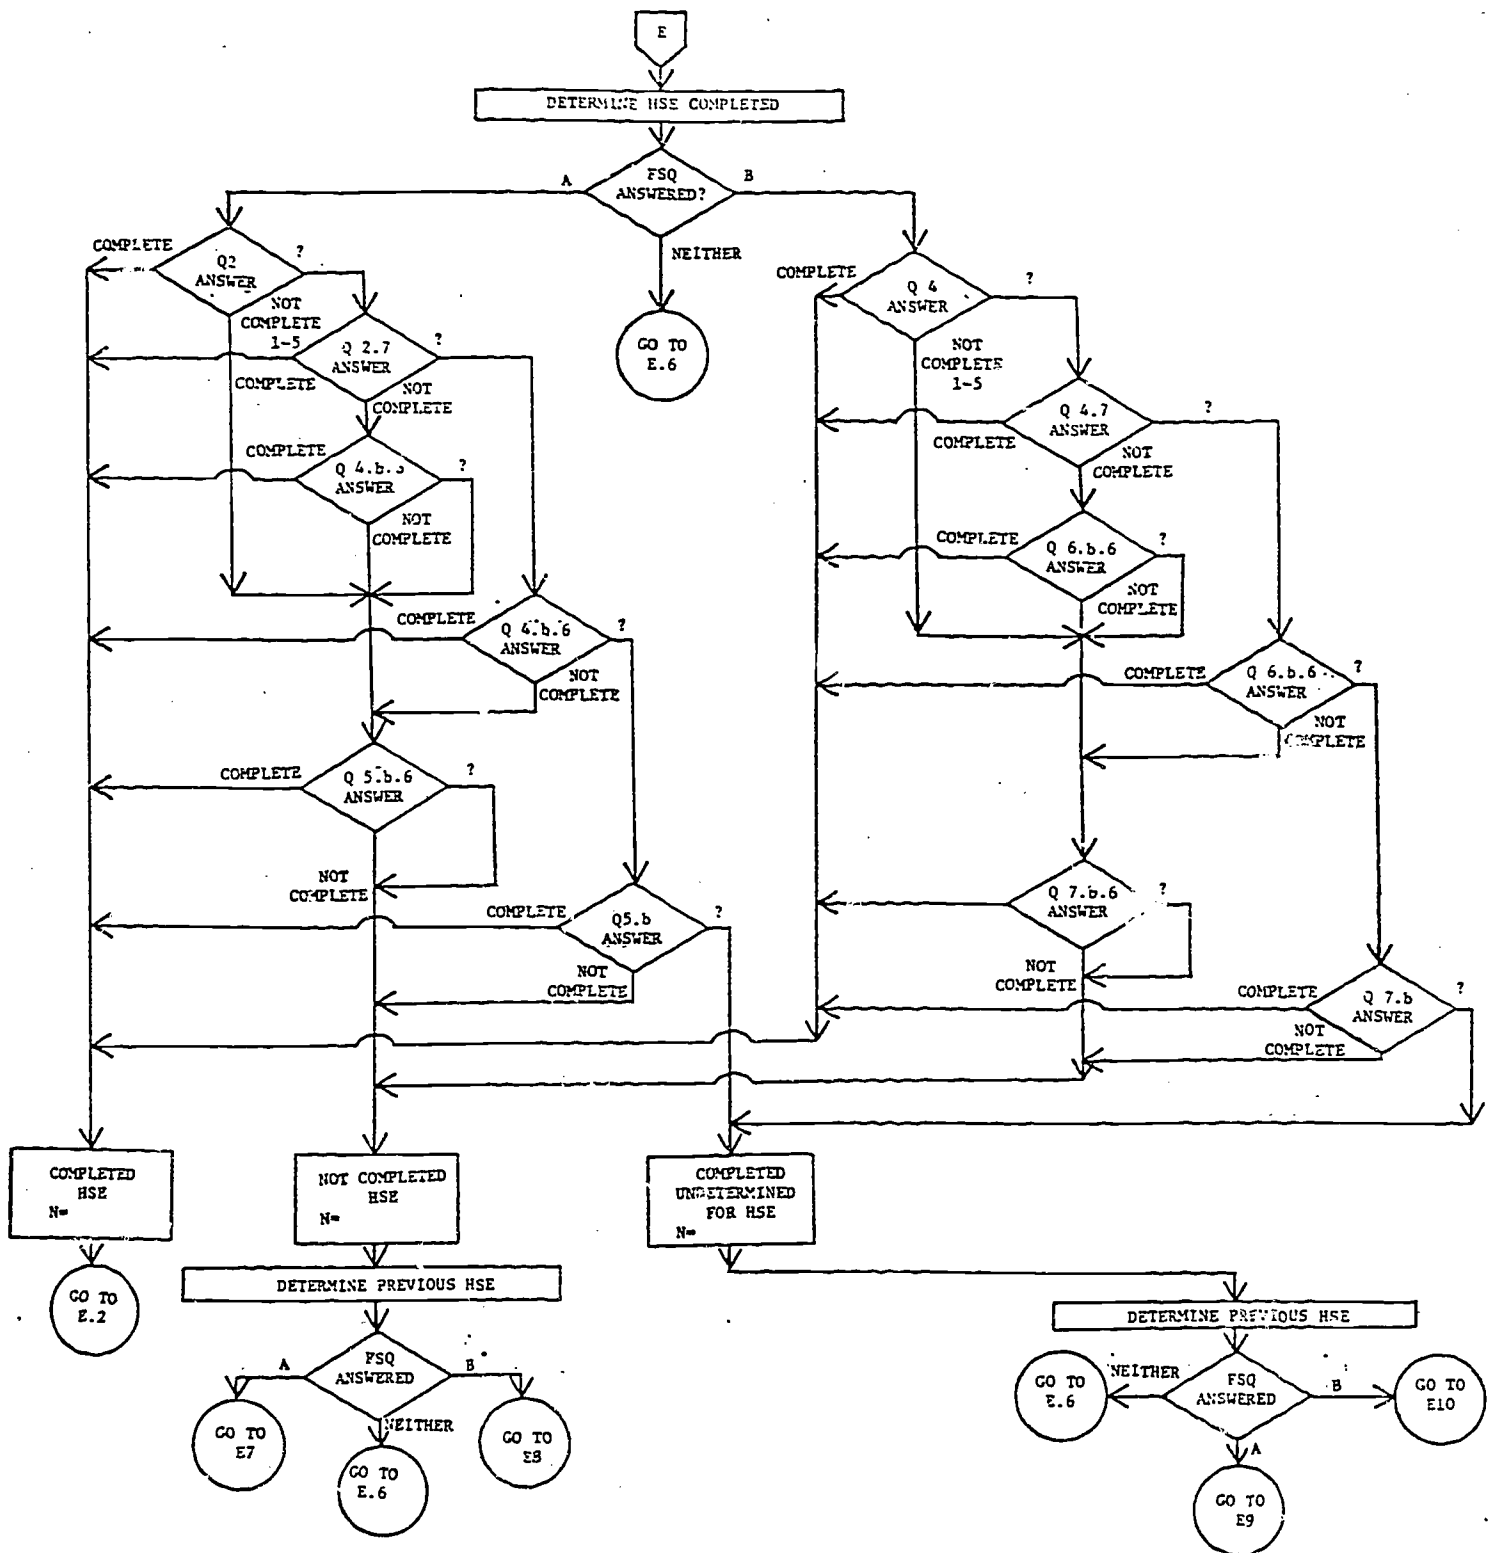 E
DETERMINE HSE COMPLETED
FSQ
ANSWERED?
A
B
NEITHER
GO TO
E.6
COMPLETE
Q2
ANSWER
?
NOT
COMPLETE
1-5
Q 2.7
ANSWER
?
COMPLETE
NOT
COMPLETE
COMPLETE
ANSWER
?
NOT
COMPLETE
COMPLETE
Q 4.b.6
ANSWER
?
NOT
COMPLETE
COMPLETE
Q 5.b.6
ANSWER
?
NOT
COMPLETE
COMPLETE
Q5.b
ANSWER
?
NOT
COMPLETE
COMPLETE
Q 4
ANSWER
?
NOT
COMPLETE
1-5
Q 4.7
ANSWER
?
COMPLETE
NOT
COMPLETE
COMPLETE
Q 6.b.6
ANSWER
?
NOT
COMPLETE
COMPLETE
Q 6.b.6
ANSWER
?
NOT
COMPLETE
Q 7.b.6
ANSWER
?
NOT
COMPLETE
COMPLETE
Q 7.b
ANSWER
?
NOT
COMPLETE
COMPLETED
HSE
N=
GO TO
E.2
NOT COMPLETED
HSE
N=
DETERMINE PREVIOUS HSE
FSQ
ANSWERED
A
B
NEITHER
GO TO
E7
GO TO
E.6
GO TO
E8
COMPLETED
UNDETERMINED
FOR HSE
N=
DETERMINE PREVIOUS HSE
FSQ
ANSWERED
NEITHER
B
A
GO TO
E.6
GO TO
E10
GO TO
E9